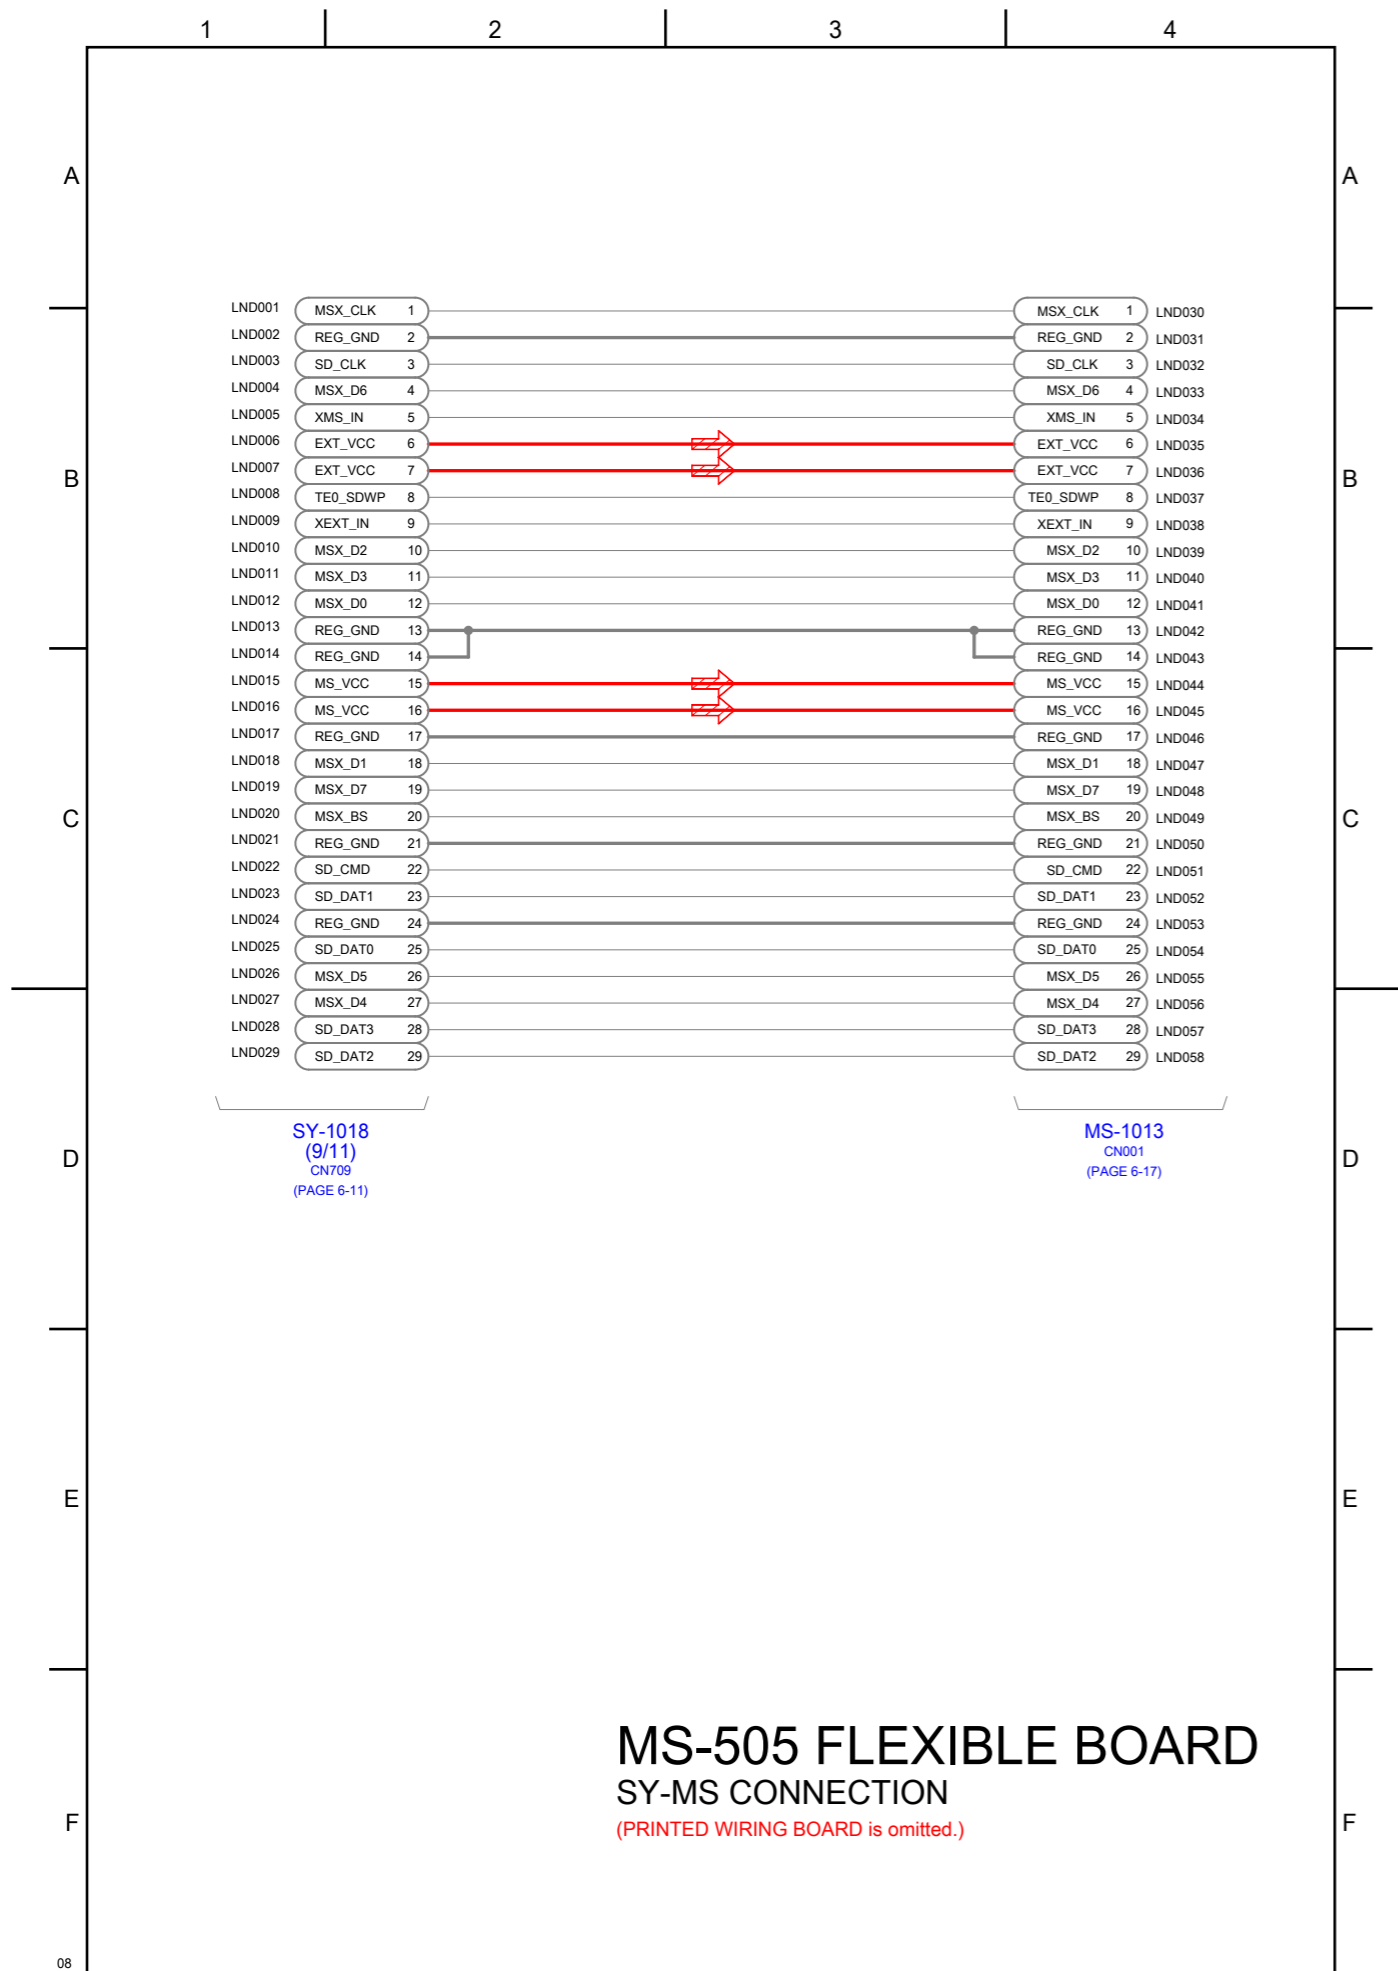 1 2 3 4
A A
LND001 MSX_CLK 1 MSX_CLK 1 LND030
LND002 REG_GND 2 REG_GND 2 LND031
LND003 SD_CLK 3 SD_CLK 3 LND032
LND004 MSX_D6 4 MSX_D6 4 LND033
LND005 XMS_IN 5 XMS_IN 5 LND034
LND006 EXT_VCC 6 EXT_VCC 6 LND035
LND007 EXT_VCC 7 EXT_VCC 7 LND036
B B
LND008 TE0_SDWP 8 TE0_SDWP 8 LND037
LND009 XEXT_IN 9 XEXT_IN 9 LND038
LND010 MSX_D2 10 MSX_D2 10 LND039
LND011 MSX_D3 11 MSX_D3 11 LND040
LND012 MSX_D0 12 MSX_D0 12 LND041
LND013 REG_GND 13 REG_GND 13 LND042
LND014 REG_GND 14 REG_GND 14 LND043
LND015 MS_VCC 15 MS_VCC 15 LND044
LND016 MS_VCC 16 MS_VCC 16 LND045
LND017 REG_GND 17 REG_GND 17 LND046
LND018 MSX_D1 18 MSX_D1 18 LND047
LND019 MSX_D7 19 MSX_D7 19 LND048
LND020 MSX_BS 20 MSX_BS 20 LND049
C C
LND021 REG_GND 21 REG_GND 21 LND050
LND022 SD_CMD 22 SD_CMD 22 LND051
LND023 SD_DAT1 23 SD_DAT1 23 LND052
LND024 REG_GND 24 REG_GND 24 LND053
LND025 SD_DAT0 25 SD_DAT0 25 LND054
LND026 MSX_D5 26 MSX_D5 26 LND055
LND027 MSX_D4 27 MSX_D4 27 LND056
LND028 SD_DAT3 28 SD_DAT3 28 LND057
LND029 SD_DAT2 29 SD_DAT2 29 LND058
SY-1018
(9/11)
CN709
(PAGE 6-11)
MS-1013
CN001
(PAGE 6-17)
D D
E E
MS-505 FLEXIBLE BOARD
SY-MS CONNECTION
(PRINTED WIRING BOARD is omitted.)
F F
08